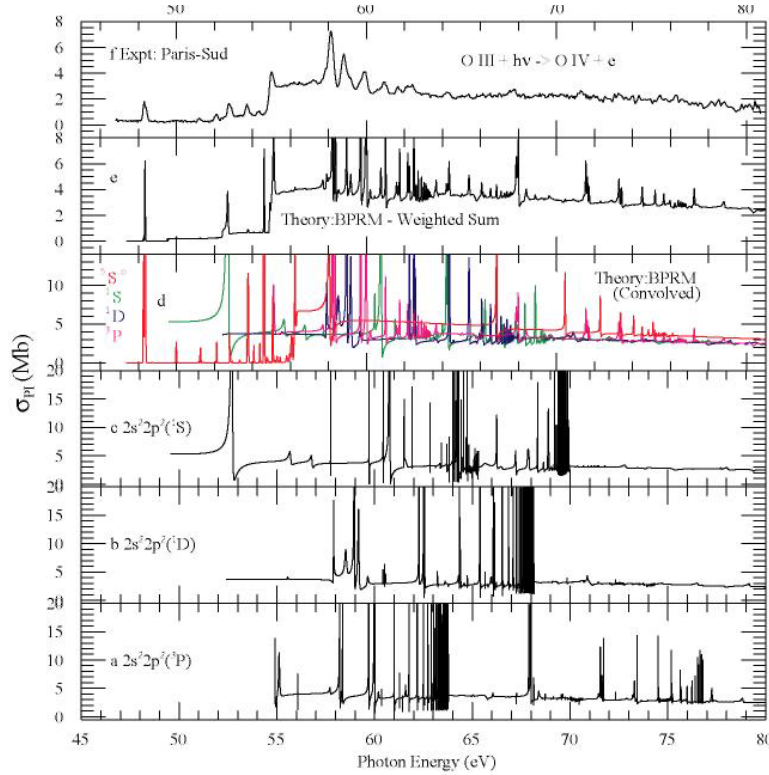 50 60 70 80
f Expt: Paris-Sud
O III + hν -> O IV + e
8
6
4
2
0
8
6
4
2
0
e
Theory:BPRM - Weighted Sum
10
5
0
S
S
D
P
d
Theory:BPRM
(Convolved)
σPI (Mb)
20
15
10
5
20
15
10
5
20
15
10
5
0
c 2s²2p²(¹S)
b 2s²2p²(¹D)
a 2s²2p²(³P)
45 50 55 60 65 70 75 80
Photon Energy (eV)